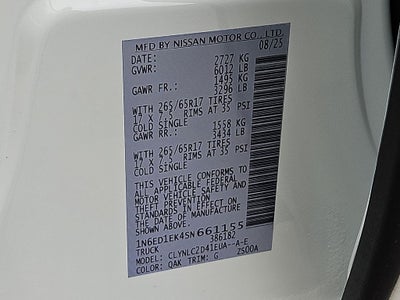 MFD BY NISSAN MOTOR CO., LTD.
DATE: 08/25
GVWR: 2727 KG
6012 LB
GAWR FR.: 1495 KG
3296 LB
WITH 265/65R17 TIRES
17 X 7.5 RIMS AT 35 PSI
COLD SINGLE
GAWR RR.: 1558 KG
3434 LB
WITH 265/65R17 TIRES
17 X 7.5 RIMS AT 35 PSI
COLD SINGLE
THIS VEHICLE CONFORMS TO
ALL APPLICABLE FEDERAL
MOTOR VEHICLE SAFETY AND
THEFT PREVENTION
STANDARDS IN EFFECT ON
THE DATE OF MANUFACTURE
1N6ED1EK4SN661155
386182
MODEL: CLYNLC2D41EUA--A-E
COLOR: QAK TRIM: G Z500A